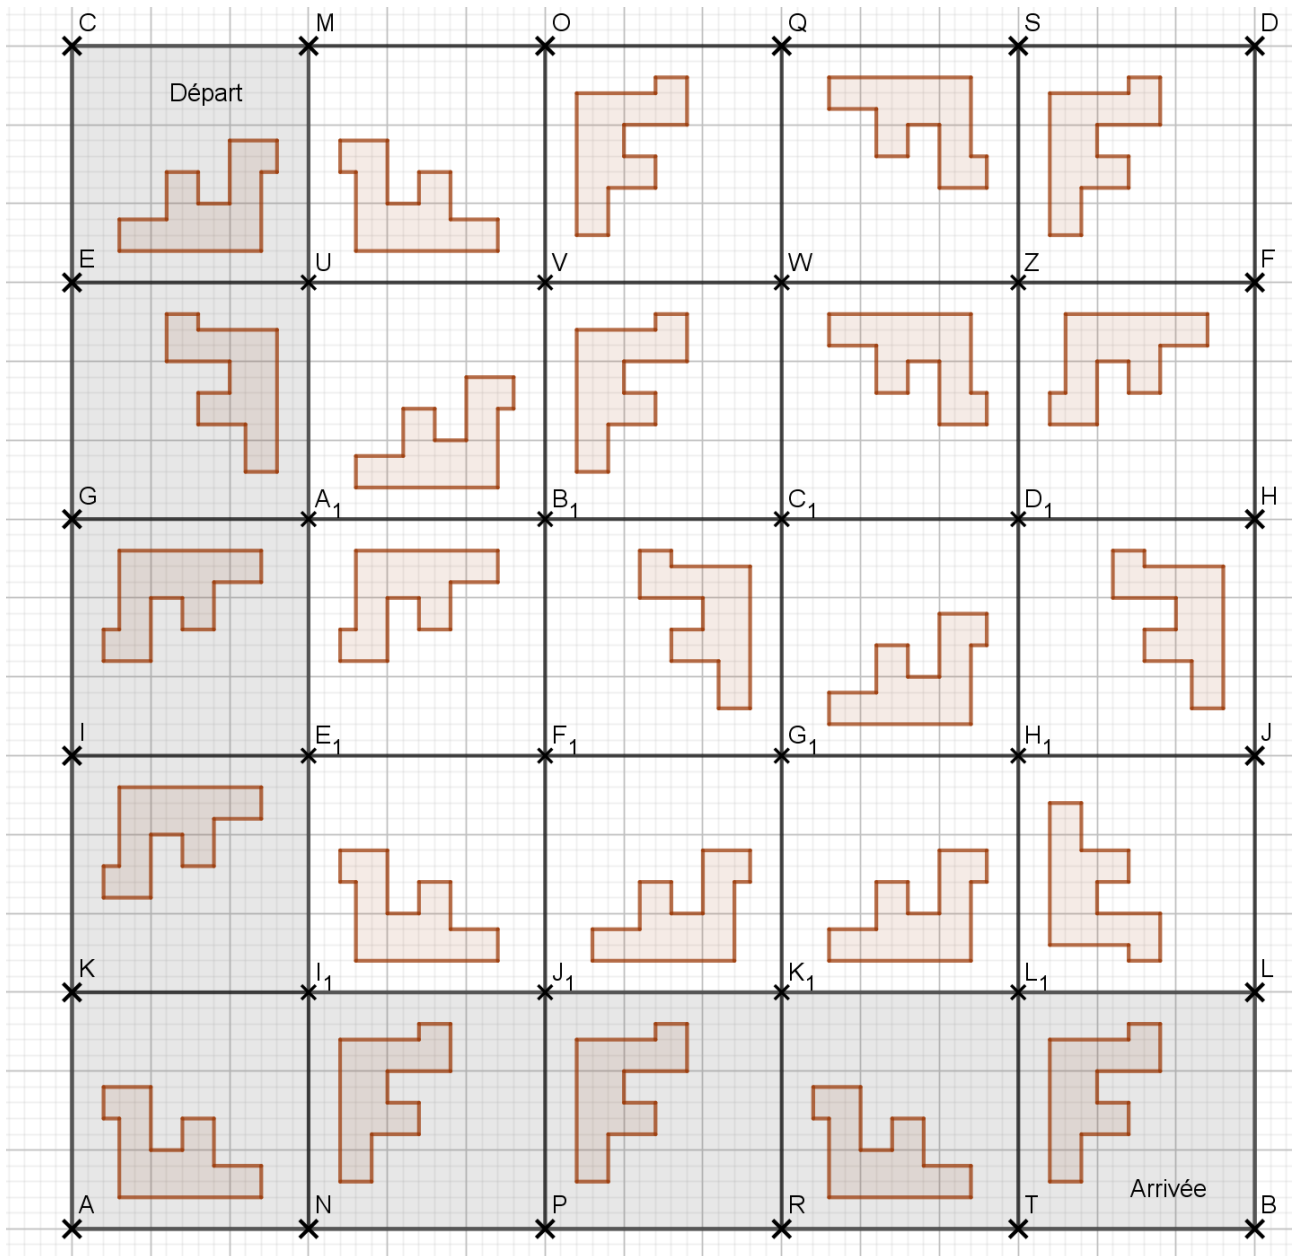 C M O Q S D
Départ
E U V W Z F
G A₁ B₁ C₁ D₁ H
I E₁ F₁ G₁ H₁ J
K I₁ J₁ K₁ L₁ L
Arrivée
A N P R T B